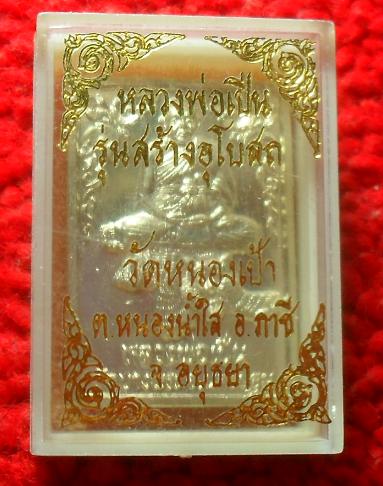 หลวงพ่อเปิ่น
รุ่นสร้างอุโบสถ
วัดหนองเป้า
ต.หนองน้ำใส อ.ภาชี
จ.อยุธยา